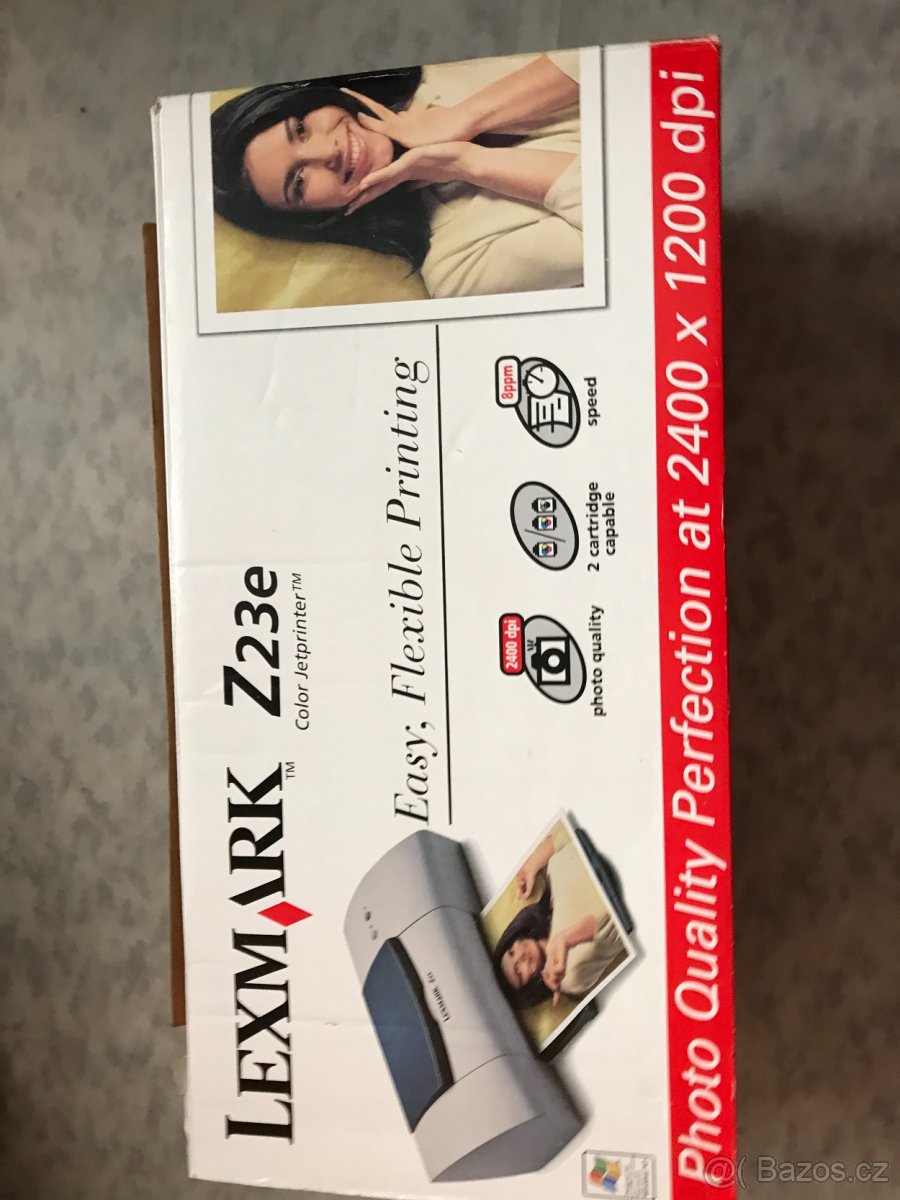 LEXMARK™ Z23e
Color Jetprinter™
Easy, Flexible Printing
2400 dpi
photo quality
2 cartridge
capable
8ppm
speed
LEXMARK
Photo Quality Perfection at 2400 x 1200 dpi
@( Bazos.cz